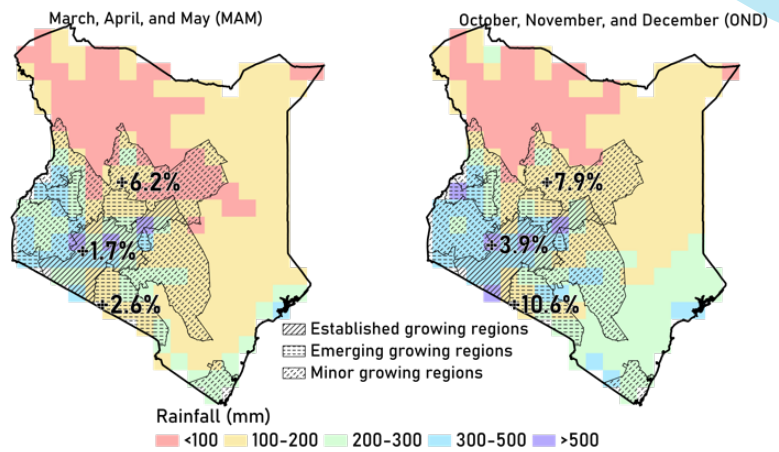 March, April, and May (MAM)
October, November, and December (OND)
+6.2%
+1.7%
+2.6%
+7.9%
+3.9%
+10.6%
Established growing regions
Emerging growing regions
Minor growing regions
Rainfall (mm)
<100 100-200 200-300 300-500 >500